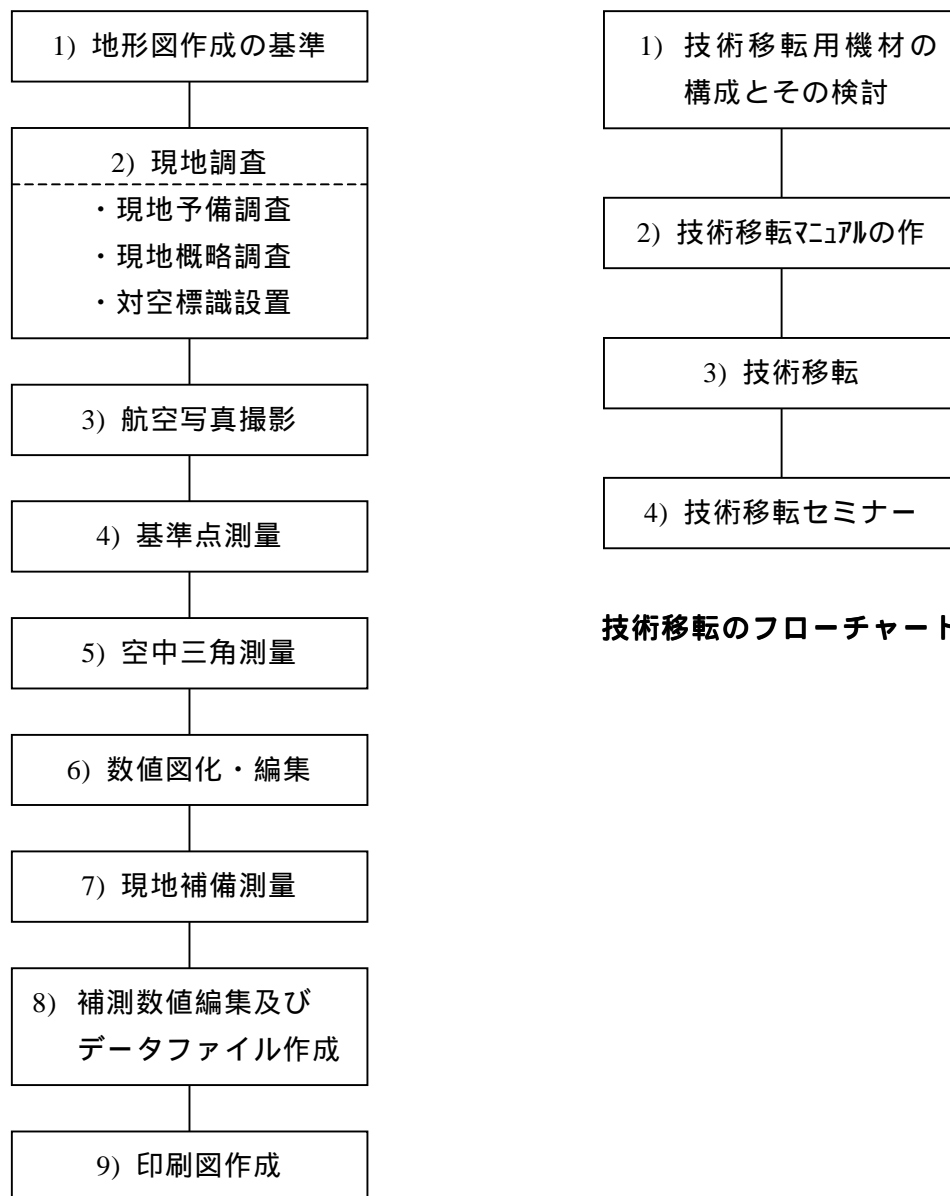 1) 地形図作成の基準
2) 現地調査
・現地予備調査
・現地概略調査
・対空標識設置
3) 航空写真撮影
4) 基準点測量
5) 空中三角測量
6) 数値図化・編集
7) 現地補備測量
8) 補測数値編集及び
データファイル作成
9) 印刷図作成
1) 技術移転用機材の
構成とその検討
2) 技術移転ﾏﾆｭｱﾙの作
3) 技術移転
4) 技術移転セミナー
技術移転のフローチャート